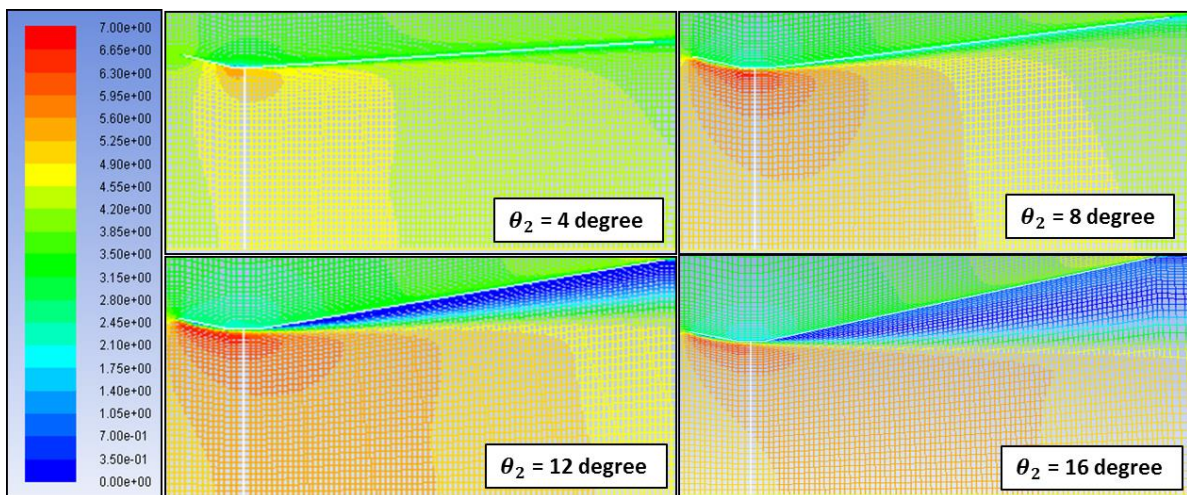 7.00e+00
6.65e+00
6.30e+00
5.95e+00
5.60e+00
5.25e+00
4.90e+00
4.55e+00
4.20e+00
3.85e+00
3.50e+00
3.15e+00
2.80e+00
2.45e+00
2.10e+00
1.75e+00
1.40e+00
1.05e+00
7.00e-01
3.50e-01
0.00e+00
θ₂ = 4 degree
θ₂ = 8 degree
θ₂ = 12 degree
θ₂ = 16 degree